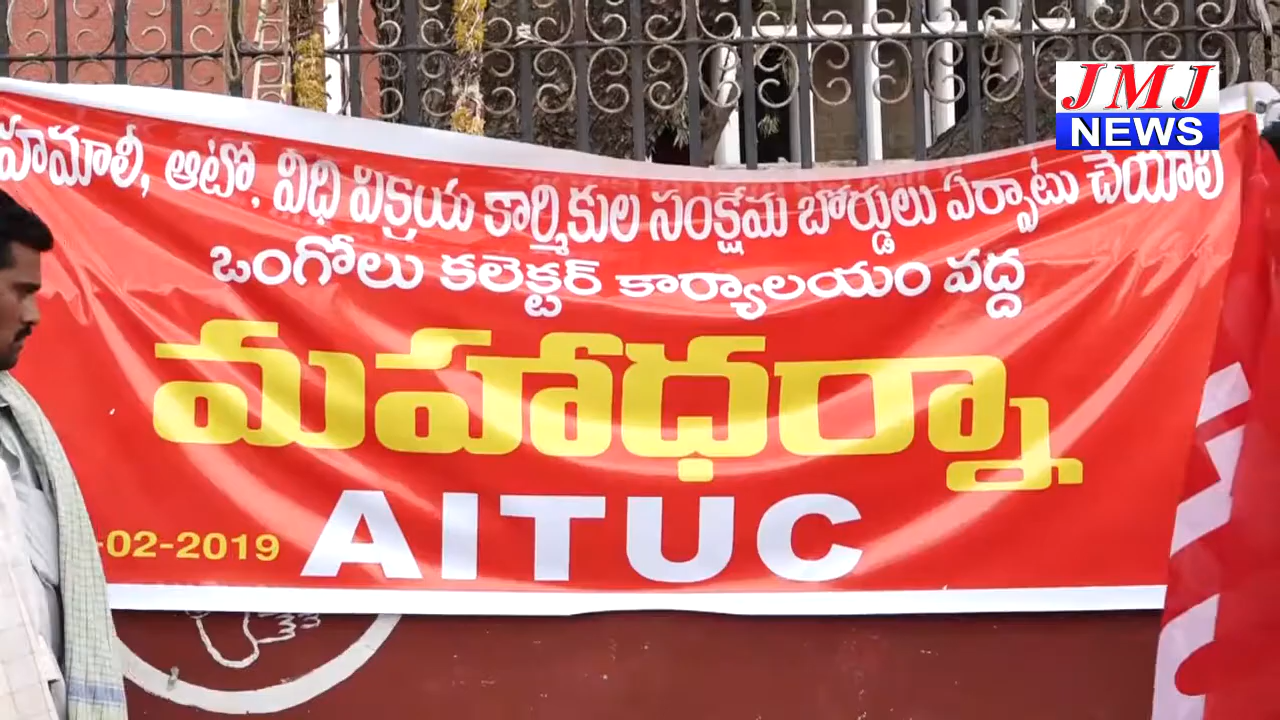 JMJ
NEWS
హమాలీ, ఆటో, విధి విక్రయ కార్మికుల సంక్షేమ బోర్డులు ఏర్పాటు చేయాలి
ఒంగోలు కలెక్టర్ కార్యాలయం వద్ద
మహాధర్నా
-02-2019
AITUC